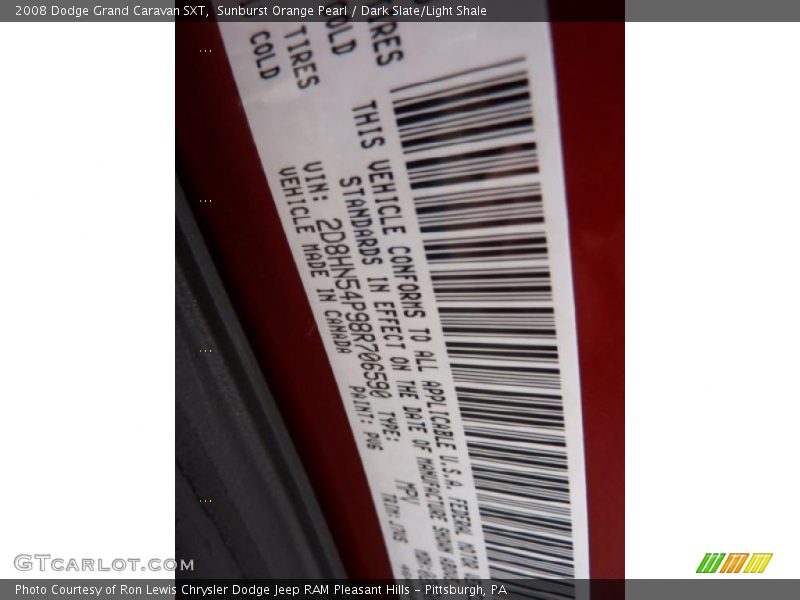 2008 Dodge Grand Caravan SXT, Sunburst Orange Pearl / Dark Slate/Light Shale
TIRES
COLD
TIRES
COLD
THIS VEHICLE CONFORMS TO ALL APPLICABLE U.S.A. FEDERAL
STANDARDS IN EFFECT ON THE DATE OF MANUFACTURE SHOWN
VIN: 2D8HN54P98R706590 TYPE: MPV
VEHICLE MADE IN CANADA PAINT:
GTCARLOT.COM
Photo Courtesy of Ron Lewis Chrysler Dodge Jeep RAM Pleasant Hills - Pittsburgh, PA